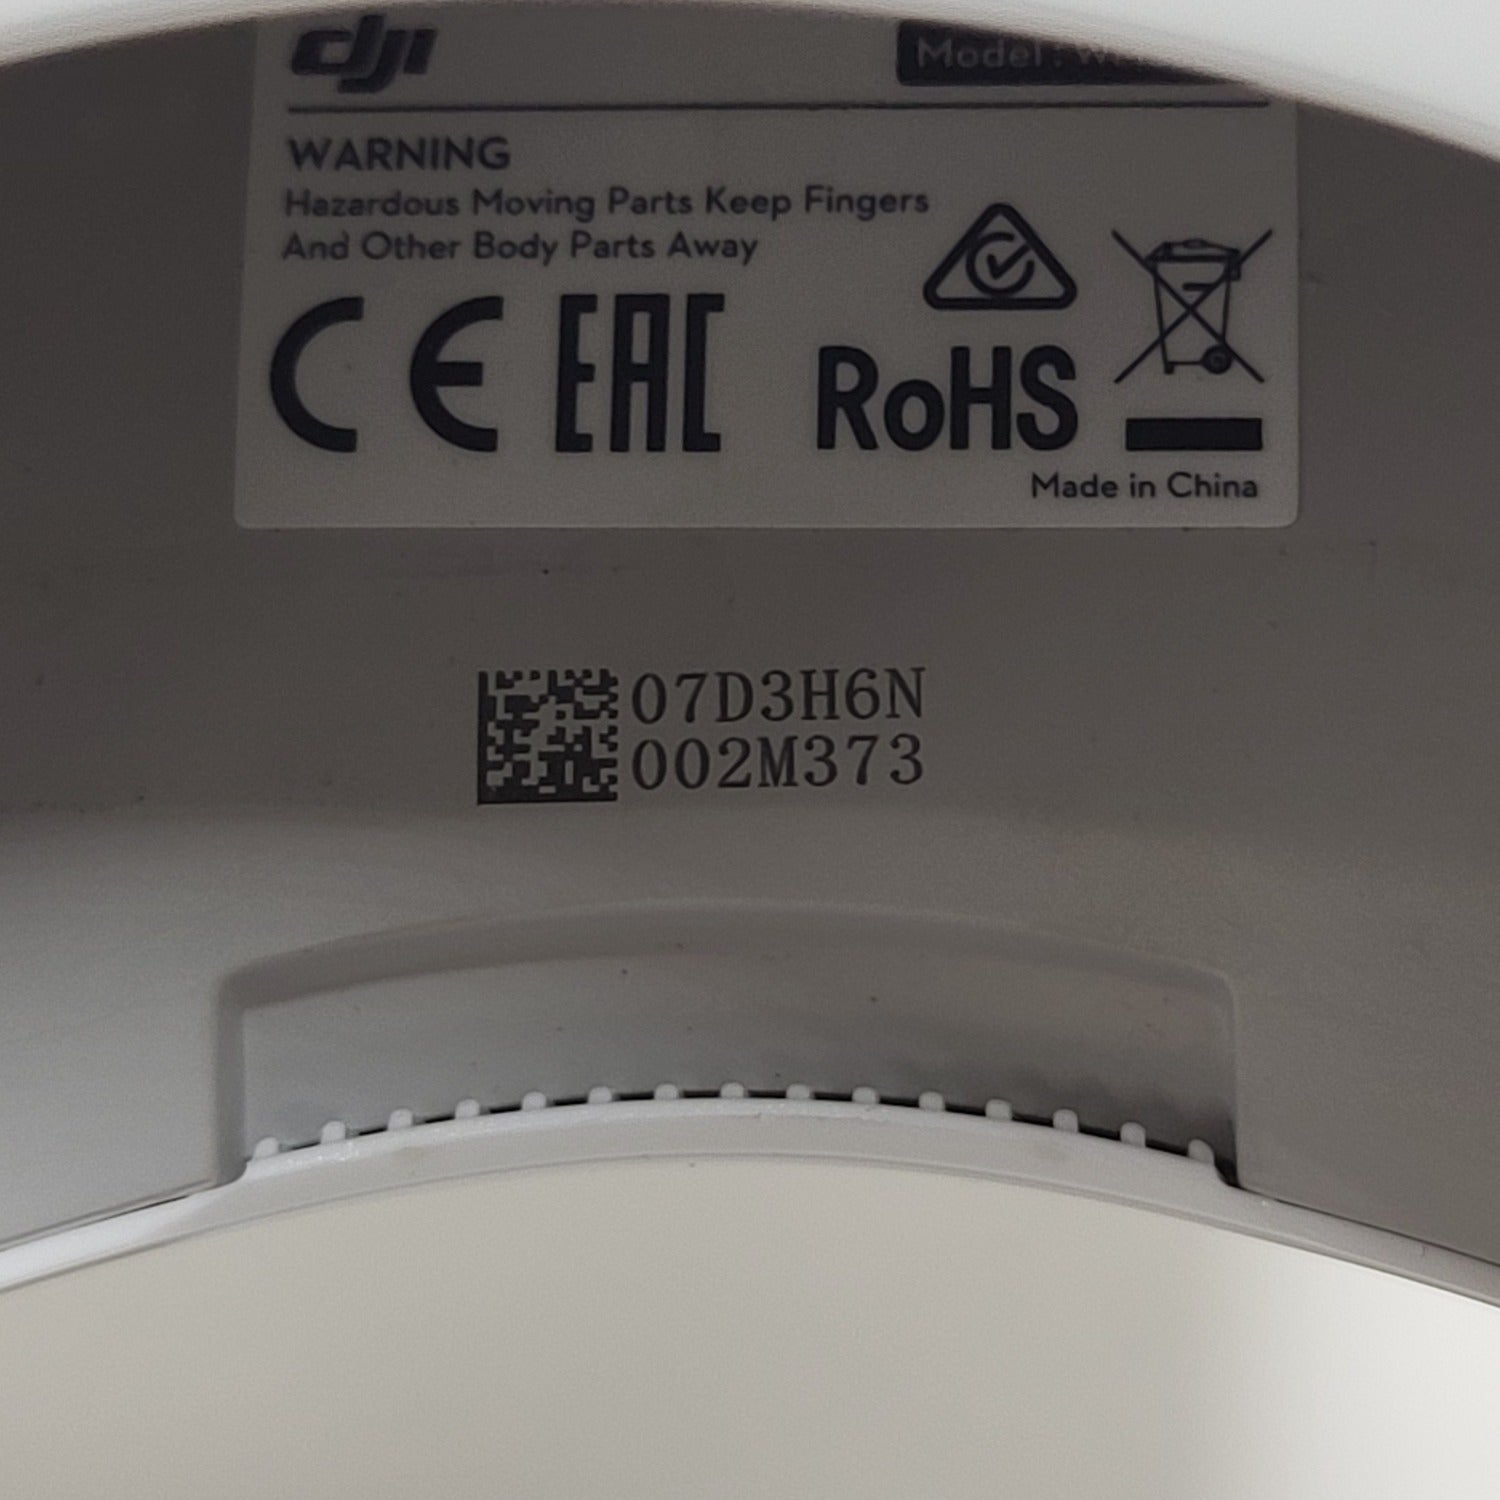 dji
Model:
WARNING
Hazardous Moving Parts Keep Fingers
And Other Body Parts Away
CE EAC RoHS
Made in China
07D3H6N
002M373